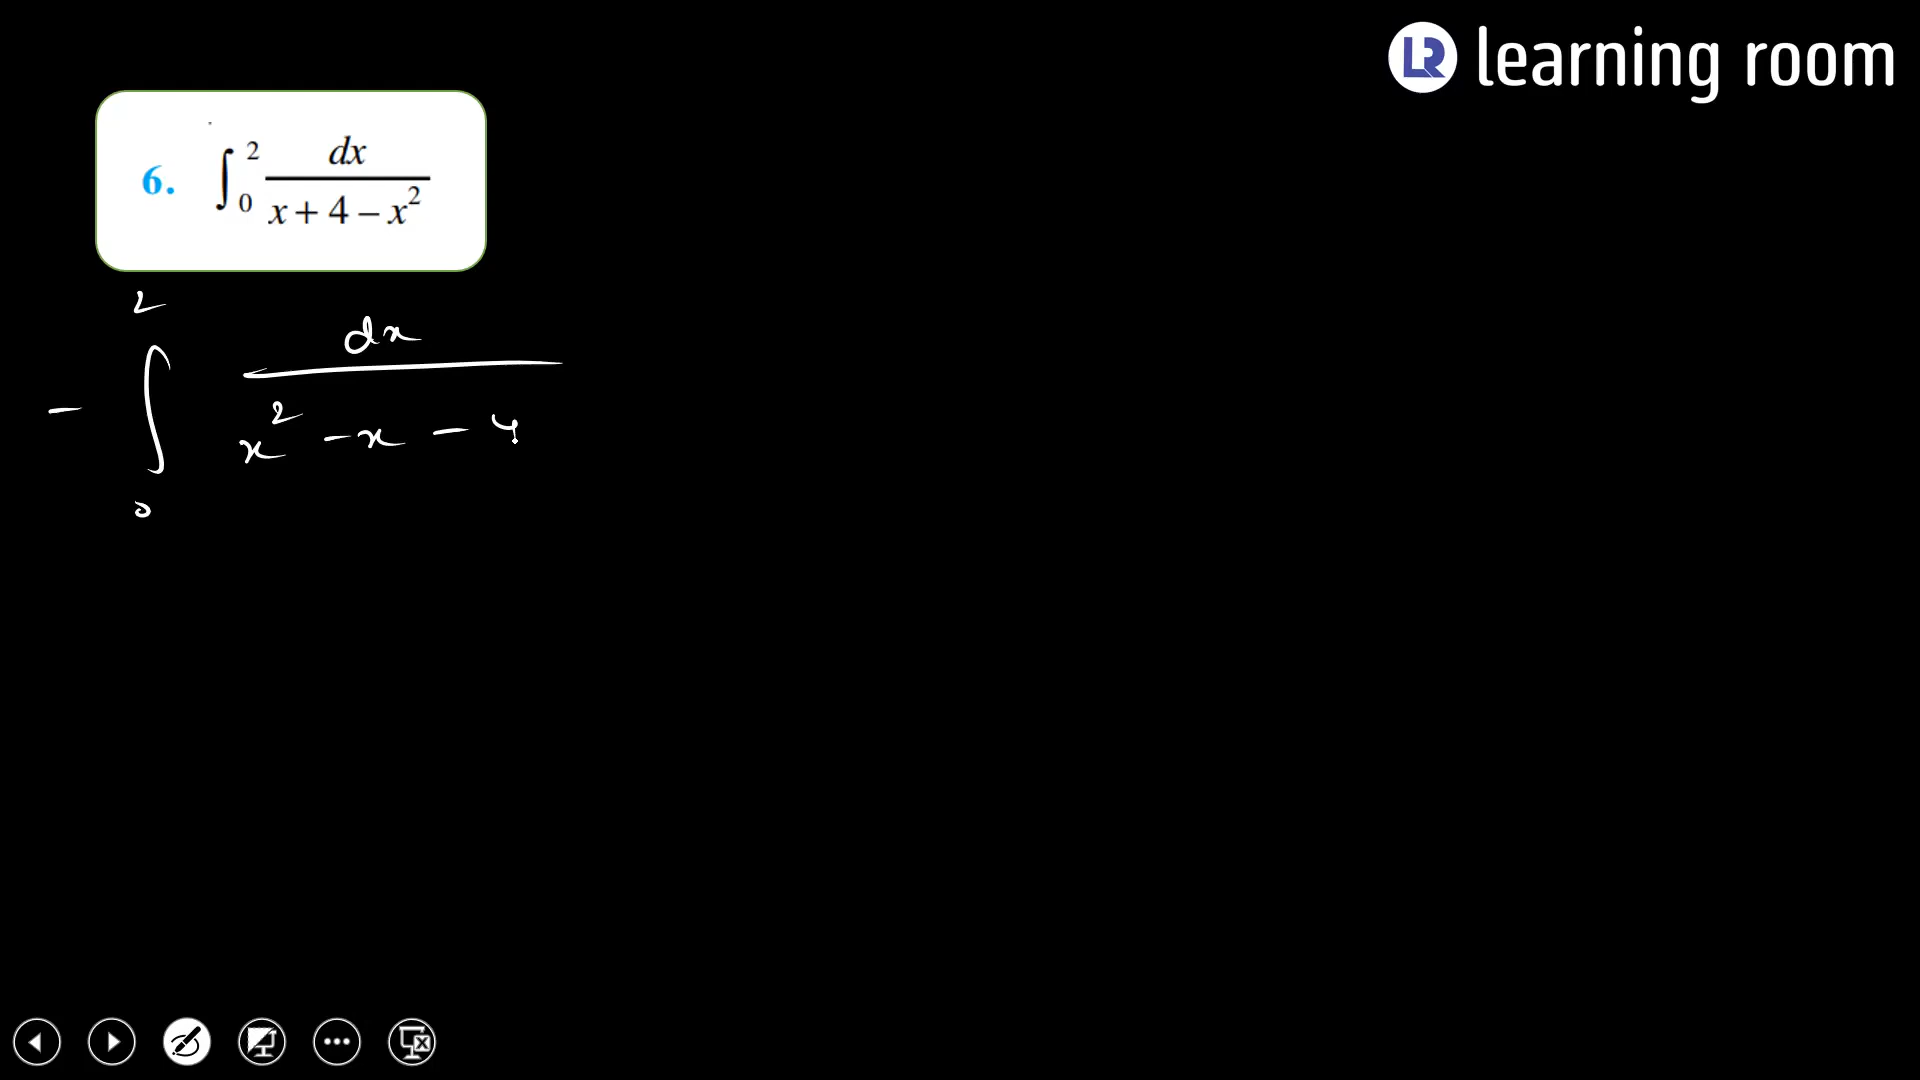 learning room
6. ∫₀² dx / (x + 4 – x²)
– ∫₀² dx / (x² – x – 4)